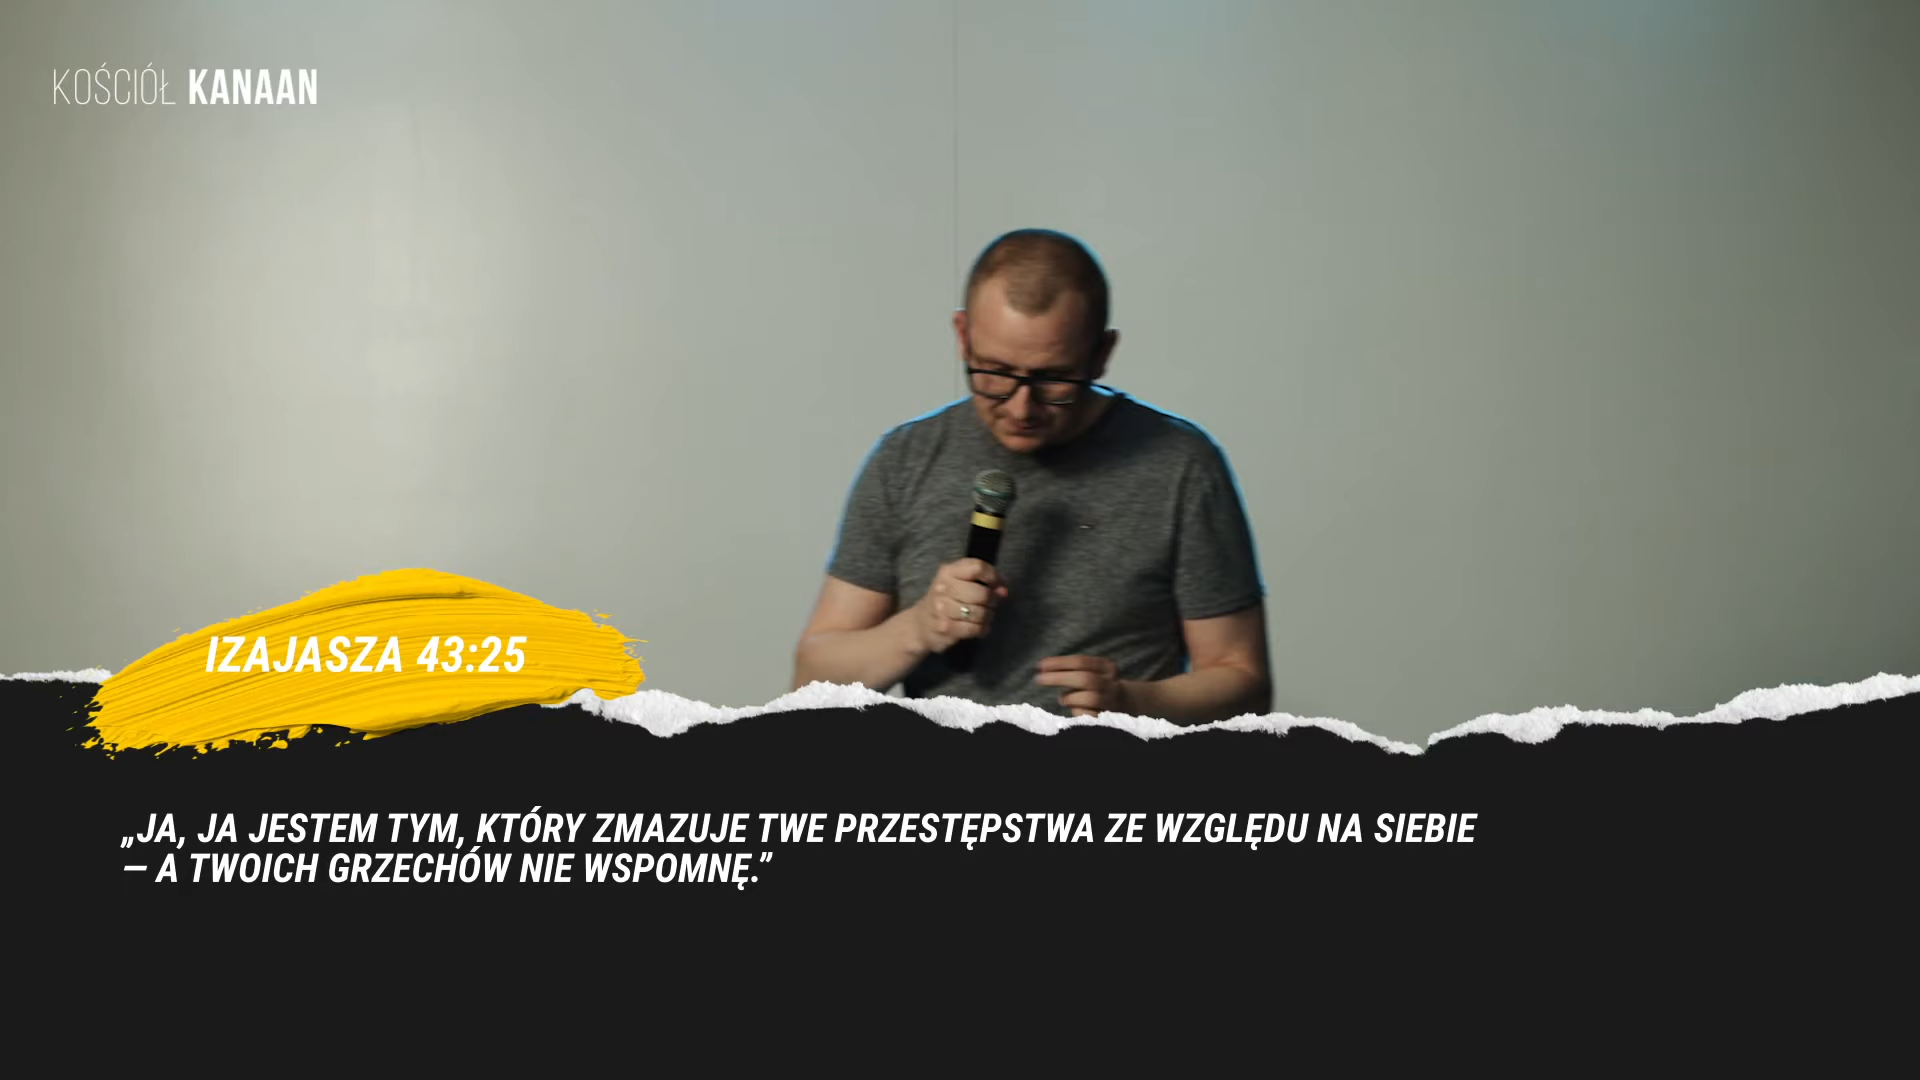 KOŚCIÓŁ KANAAN
IZAJASZA 43:25
„JA, JA JESTEM TYM, KTÓRY ZMAZUJE TWE PRZESTĘPSTWA ZE WZGLĘDU NA SIEBIE
– A TWOICH GRZECHÓW NIE WSPOMNĘ.”